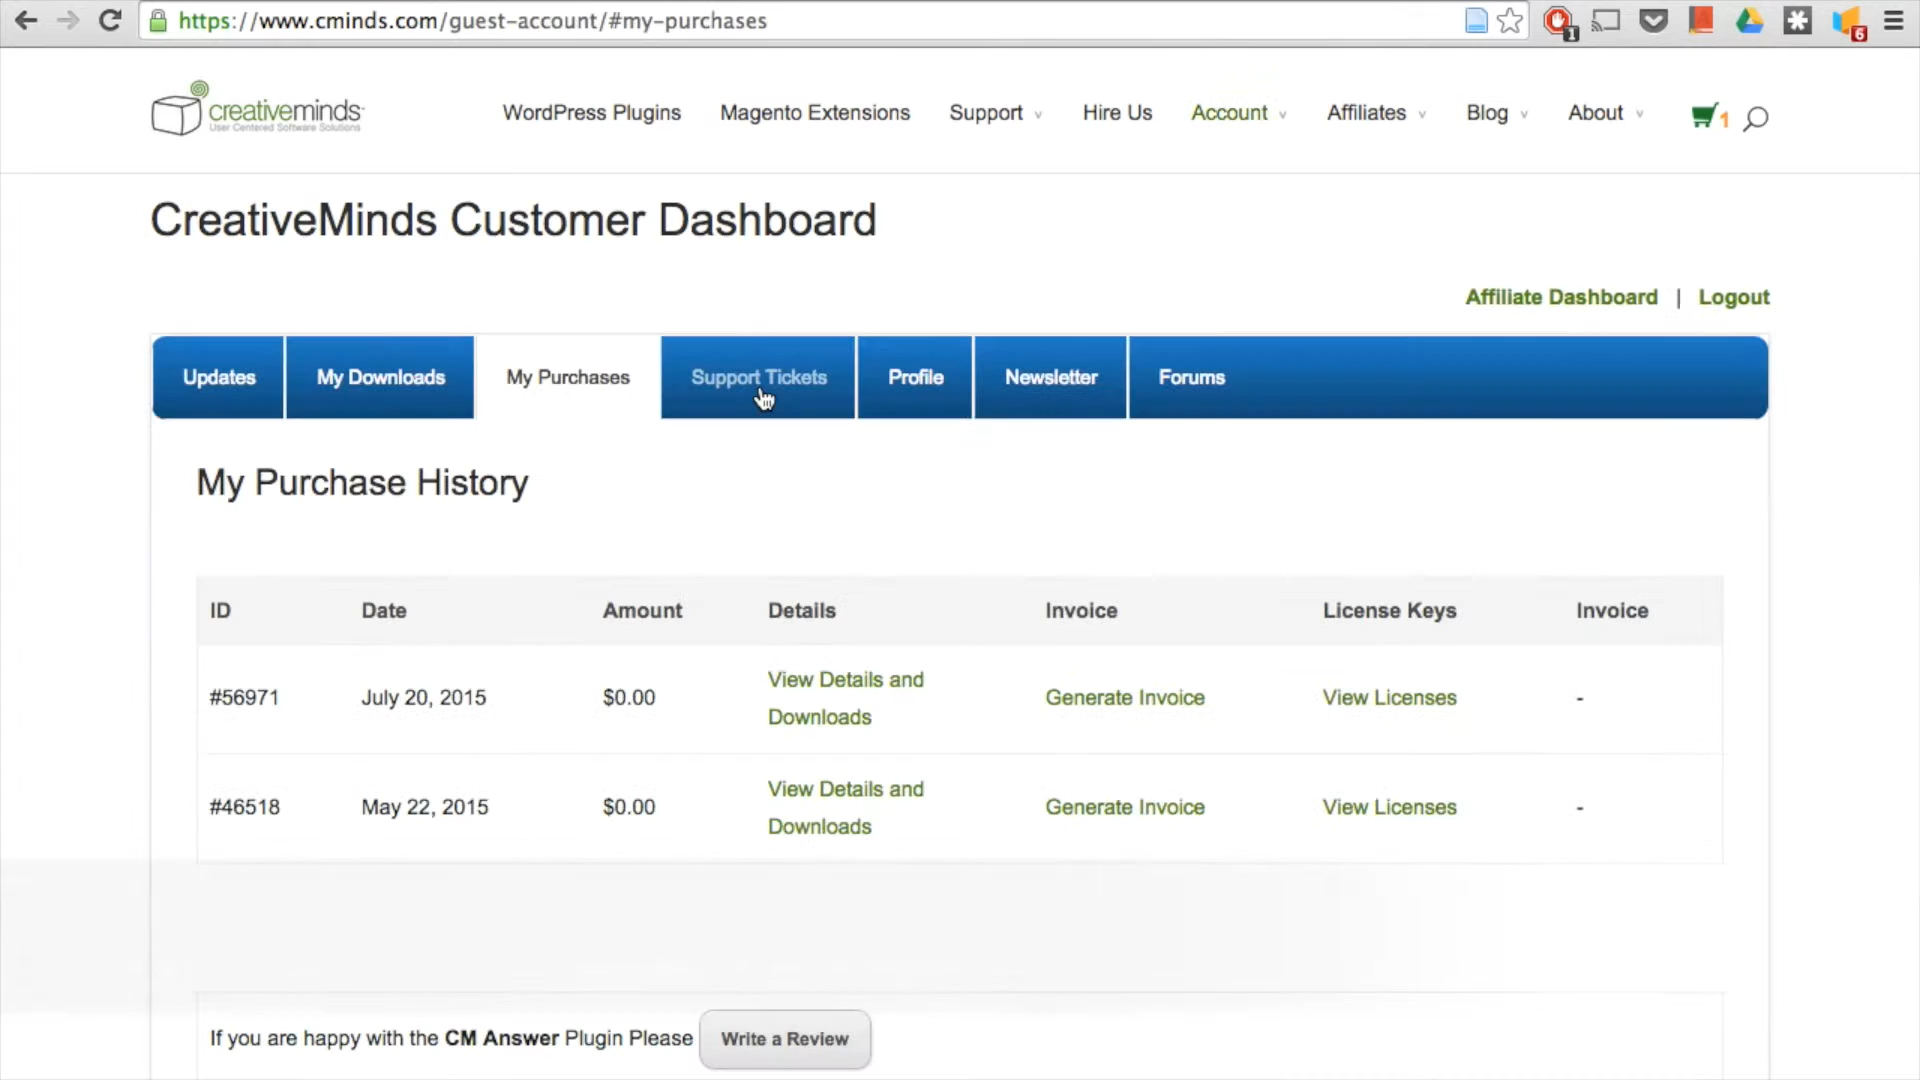 https://www.cminds.com/guest-account/#my-purchases
1
6
creativeminds
User Centered Software Solutions
WordPress Plugins
Magento Extensions
Support
Hire Us
Account
Affiliates
Blog
About
1
CreativeMinds Customer Dashboard
Affiliate Dashboard | Logout
Updates
My Downloads
My Purchases
Support Tickets
Profile
Newsletter
Forums
My Purchase History
ID Date Amount Details Invoice License Keys Invoice
#56971 July 20, 2015 $0.00 View Details and Downloads Generate Invoice View Licenses -
#46518 May 22, 2015 $0.00 View Details and Downloads Generate Invoice View Licenses -
If you are happy with the CM Answer Plugin Please Write a Review